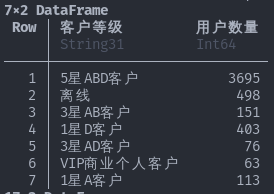 7×2 DataFrame
Row 客户等级 用户数量
String31 Int64
1 5星ABD客户 3695
2 离线 498
3 3星AB客户 151
4 1星D客户 403
5 3星AD客户 76
6 VIP商业个人客户 7
7 1星A客户 113